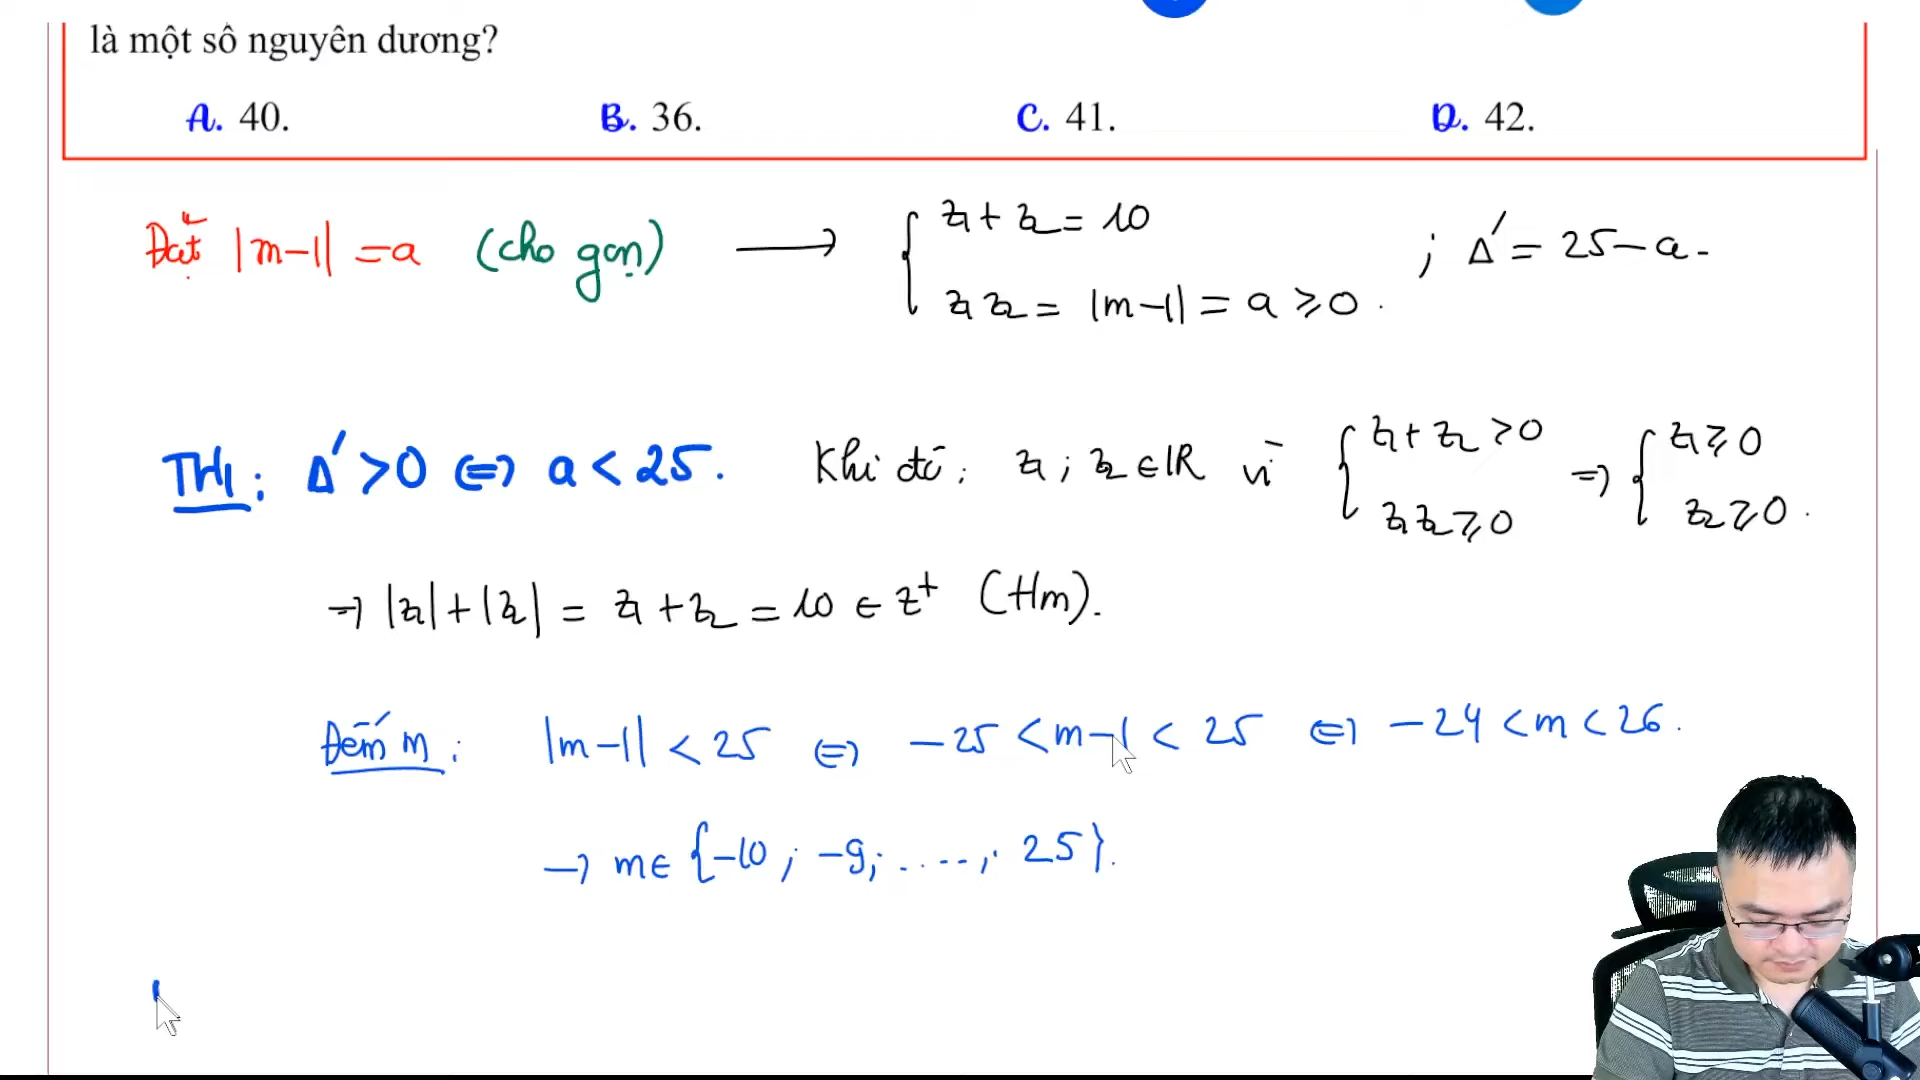 là một số nguyên dương?
A. 40. B. 36. C. 41. D. 42.
Đặt |m-1| = a (cho gọn) → { z₁ + z₂ = 10 ; Δ' = 25 - a.
z₁z₂ = |m-1| = a ≥ 0.
TH1: Δ' > 0 ⇔ a < 25. Khi đó: z₁; z₂ ∈ ℝ vì { z₁ + z₂ > 0 ⇒ { z₁ ≥ 0
z₁z₂ ≥ 0 z₂ ≥ 0.
⇒ |z₁| + |z₂| = z₁ + z₂ = 10 ∈ Z⁺ (t/m).
Đếm m: |m-1| < 25 ⇔ -25 < m-1 < 25 ⇔ -24 < m < 26.
→ m ∈ {-10; -9; ....; 25}.